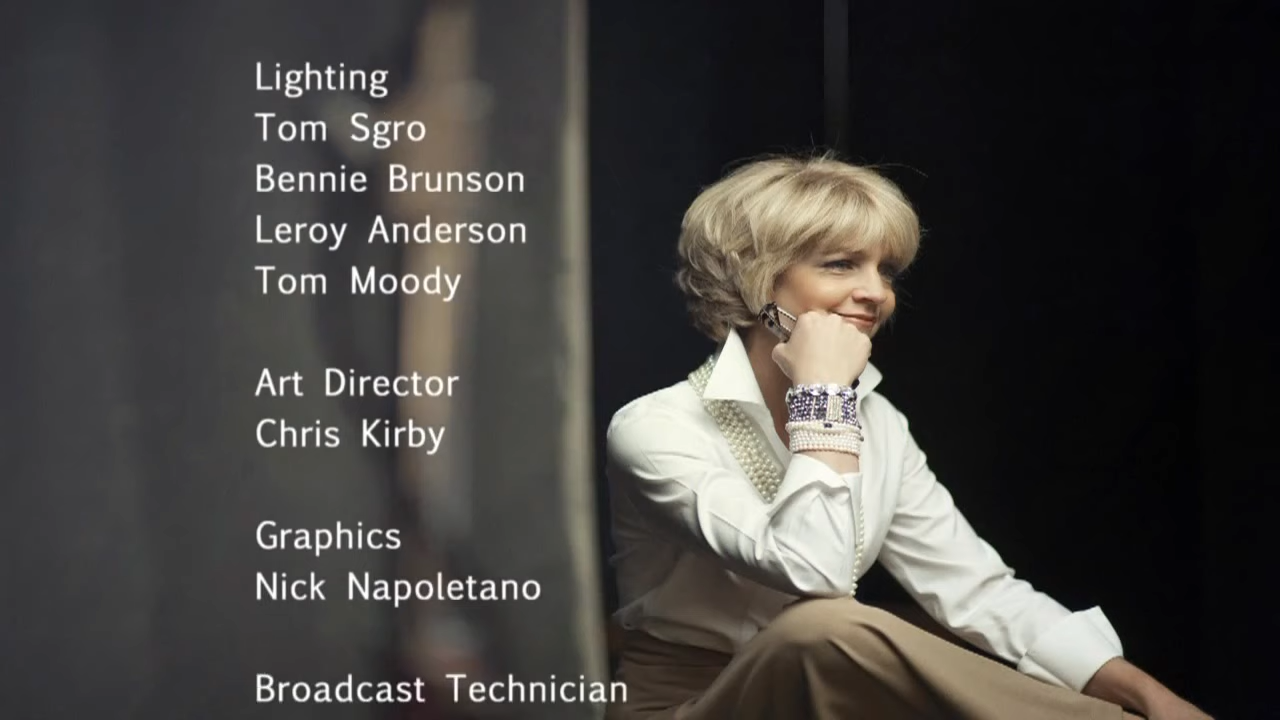 Lighting
Tom Sgro
Bennie Brunson
Leroy Anderson
Tom Moody
Art Director
Chris Kirby
Graphics
Nick Napoletano
Broadcast Technician